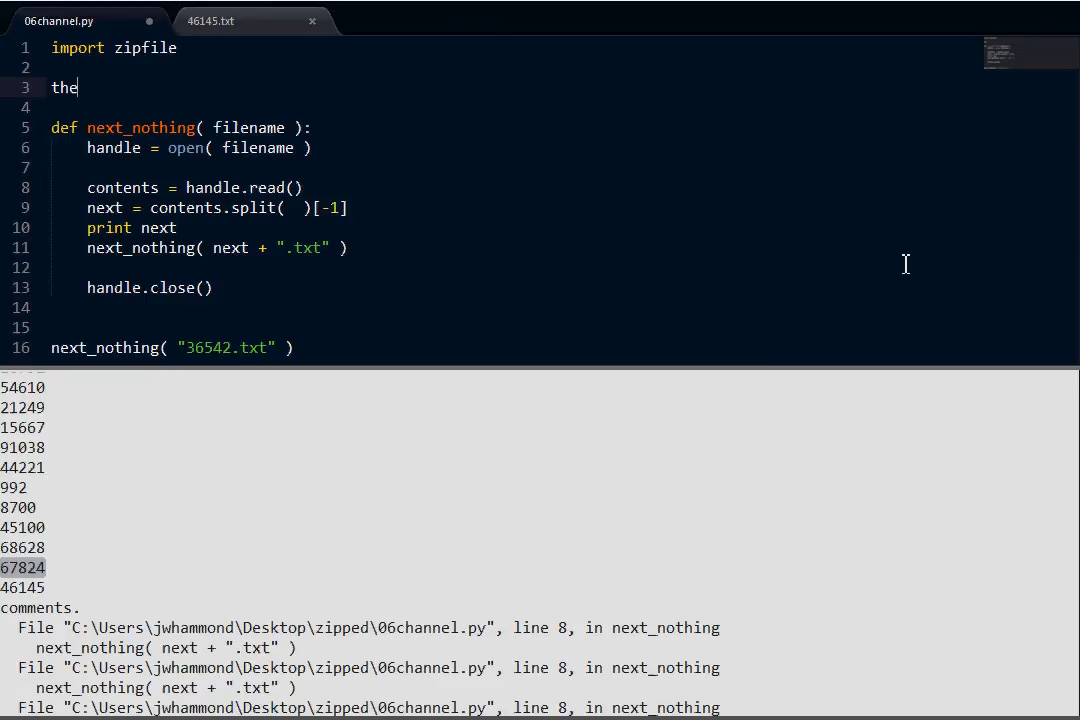 06channel.py
46145.txt
1 import zipfile
2
3 the
4
5 def next_nothing( filename ):
6 handle = open( filename )
7
8 contents = handle.read()
9 next = contents.split(  )[-1]
10 print next
11 next_nothing( next + ".txt" )
12
13 handle.close()
14
15
16 next_nothing( "36542.txt" )
54610
21249
15667
91038
44221
992
8700
45100
68628
67824
46145
comments.
File "C:\Users\jwhammond\Desktop\zipped\06channel.py", line 8, in next_nothing
next_nothing( next + ".txt" )
File "C:\Users\jwhammond\Desktop\zipped\06channel.py", line 8, in next_nothing
next_nothing( next + ".txt" )
File "C:\Users\jwhammond\Desktop\zipped\06channel.py", line 8, in next_nothing